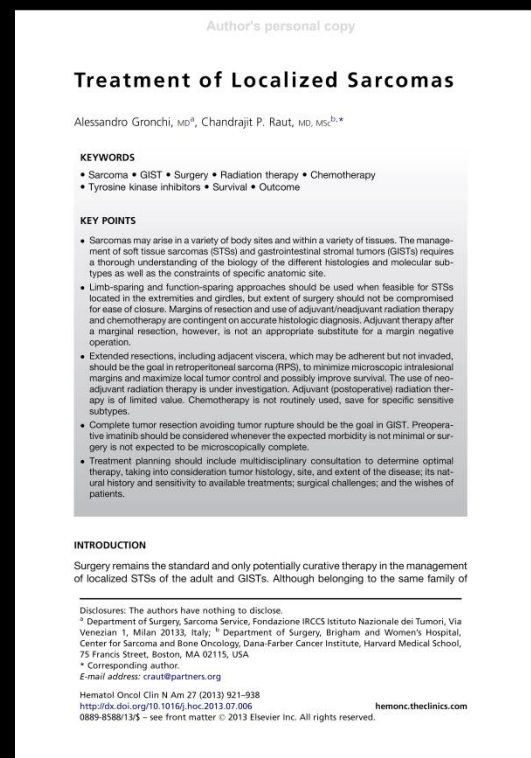 Author's personal copy
Treatment of Localized Sarcomas
Alessandro Gronchi, MDᵃ, Chandrajit P. Raut, MD, MScᵇ,*
KEYWORDS
• Sarcoma • GIST • Surgery • Radiation therapy • Chemotherapy
• Tyrosine kinase inhibitors • Survival • Outcome
KEY POINTS
• Sarcomas may arise in a variety of body sites and within a variety of tissues. The manage-
ment of soft tissue sarcomas (STSs) and gastrointestinal stromal tumors (GISTs) requires
a thorough understanding of the biology of the different histologies and molecular sub-
types as well as the constraints of specific anatomic site.
• Limb-sparing and function-sparing approaches should be used when feasible for STSs
located in the extremities and girdles, but extent of surgery should not be compromised
for ease of closure. Margins of resection and use of adjuvant/neadjuvant radiation therapy
and chemotherapy are contingent on accurate histologic diagnosis. Adjuvant therapy after
a marginal resection, however, is not an appropriate substitute for a margin negative
operation.
• Extended resections, including adjacent viscera, which may be adherent but not invaded,
should be the goal in retroperitoneal sarcoma (RPS), to minimize microscopic intralesional
margins and maximize local tumor control and possibly improve survival. The use of neo-
adjuvant radiation therapy is under investigation. Adjuvant (postoperative) radiation ther-
apy is of limited value. Chemotherapy is not routinely used, save for specific sensitive
subtypes.
• Complete tumor resection avoiding tumor rupture should be the goal in GIST. Preopera-
tive imatinib should be considered whenever the expected morbidity is not minimal or sur-
gery is not expected to be microscopically complete.
• Treatment planning should include multidisciplinary consultation to determine optimal
therapy, taking into consideration tumor histology, site, and extent of the disease; its nat-
ural history and sensitivity to available treatments; surgical challenges; and the wishes of
patients.
INTRODUCTION
Surgery remains the standard and only potentially curative therapy in the management
of localized STSs of the adult and GISTs. Although belonging to the same family of
Disclosures: The authors have nothing to disclose.
ᵃ Department of Surgery, Sarcoma Service, Fondazione IRCCS Istituto Nazionale dei Tumori, Via
Venezian 1, Milan 20133, Italy; ᵇ Department of Surgery, Brigham and Women's Hospital,
Center for Sarcoma and Bone Oncology, Dana-Farber Cancer Institute, Harvard Medical School,
75 Francis Street, Boston, MA 02115, USA
* Corresponding author.
E-mail address: craut@partners.org
Hematol Oncol Clin N Am 27 (2013) 921–938
http://dx.doi.org/10.1016/j.hoc.2013.07.006 hemonc.theclinics.com
0889-8588/13/$ – see front matter © 2013 Elsevier Inc. All rights reserved.